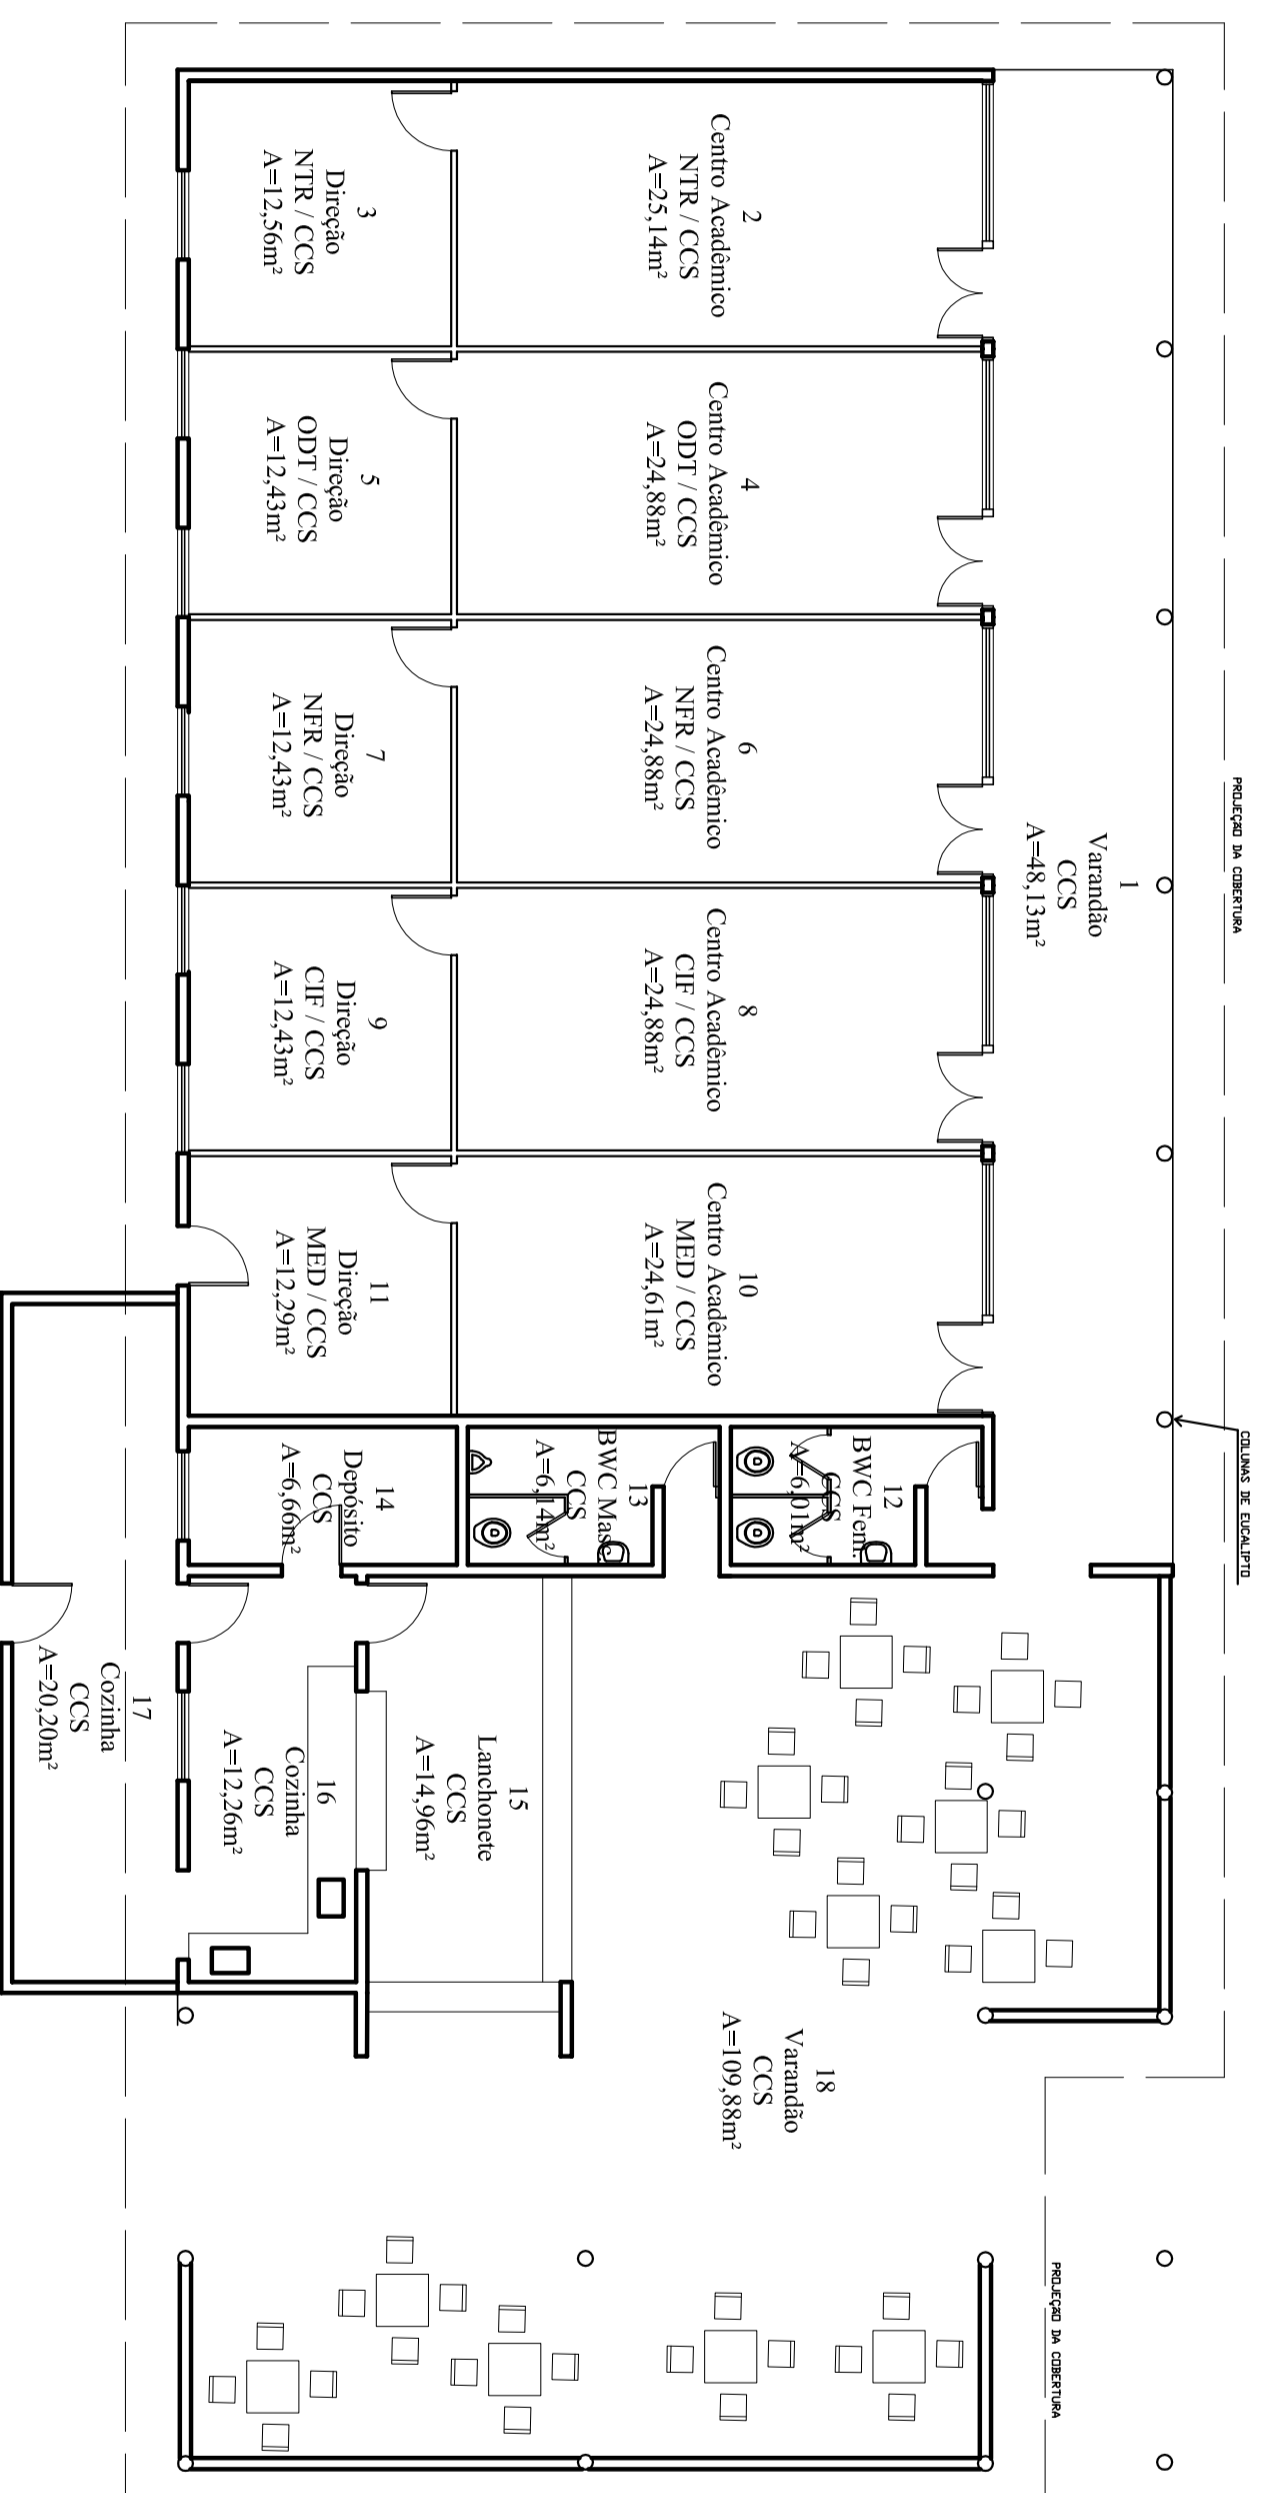 PROJEÇÃO DA COBERTURA
COLUNAS DE EUCALIPTO
PROJEÇÃO DA COBERTURA
1
Varandão
CCS
A=48,13m²
2
Centro Acadêmico
NTR / CCS
A=25,14m²
3
Direção
NTR / CCS
A=12,56m²
4
Centro Acadêmico
ODT / CCS
A=24,88m²
5
Direção
ODT / CCS
A=12,43m²
6
Centro Acadêmico
NFR / CCS
A=24,88m²
7
Direção
NFR / CCS
A=12,43m²
8
Centro Acadêmico
CIF / CCS
A=24,88m²
9
Direção
CIF / CCS
A=12,43m²
10
Centro Acadêmico
MED / CCS
A=24,61m²
11
Direção
MED / CCS
A=12,29m²
12
BWC Fem.
CCS
A=6,01m²
13
BWC Masc.
CCS
A=6,14m²
14
Depósito
CCS
A=6,66m²
15
Lanchonete
CCS
A=14,96m²
16
Cozinha
CCS
A=12,26m²
17
Cozinha
CCS
A=20,20m²
18
Varandão
CCS
A=109,88m²